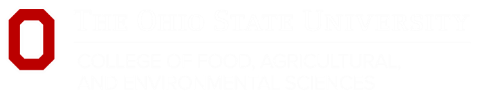 THE OHIO STATE UNIVERSITY
COLLEGE OF FOOD, AGRICULTURAL,
AND ENVIRONMENTAL SCIENCES